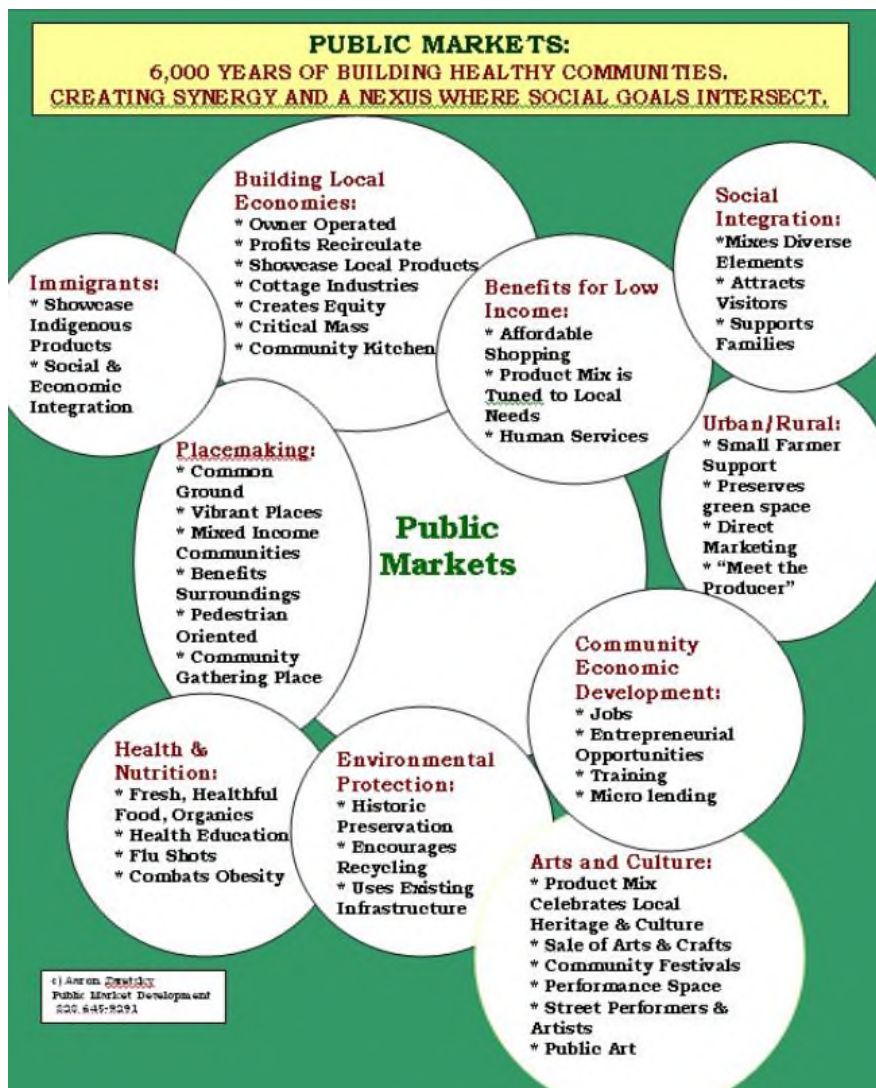 PUBLIC MARKETS:
6,000 YEARS OF BUILDING HEALTHY COMMUNITIES.
CREATING SYNERGY AND A NEXUS WHERE SOCIAL GOALS INTERSECT.
Building Local
Economies:
* Owner Operated
* Profits Recirculate
* Showcase Local Products
* Cottage Industries
* Creates Equity
* Critical Mass
* Community Kitchen
Social
Integration:
*Mixes Diverse
Elements
* Attracts
Visitors
* Supports
Families
Immigrants:
* Showcase
Indigenous
Products
* Social &
Economic
Integration
Benefits for Low
Income:
* Affordable
Shopping
* Product Mix is
Tuned to Local
Needs
* Human Services
Urban/Rural:
* Small Farmer
Support
* Preserves
green space
* Direct
Marketing
* “Meet the
Producer”
Placemaking:
* Common
Ground
* Vibrant Places
* Mixed Income
Communities
* Benefits
Surroundings
* Pedestrian
Oriented
* Community
Gathering Place
Public
Markets
Community
Economic
Development:
* Jobs
* Entrepreneurial
Opportunities
* Training
* Micro lending
Health &
Nutrition:
* Fresh, Healthful
Food, Organics
* Health Education
* Flu Shots
* Combats Obesity
Environmental
Protection:
* Historic
Preservation
* Encourages
Recycling
* Uses Existing
Infrastructure
Arts and Culture:
* Product Mix
Celebrates Local
Heritage & Culture
* Sale of Arts & Crafts
* Community Festivals
* Performance Space
* Street Performers &
Artists
* Public Art
c) Aaron
Public Market Development